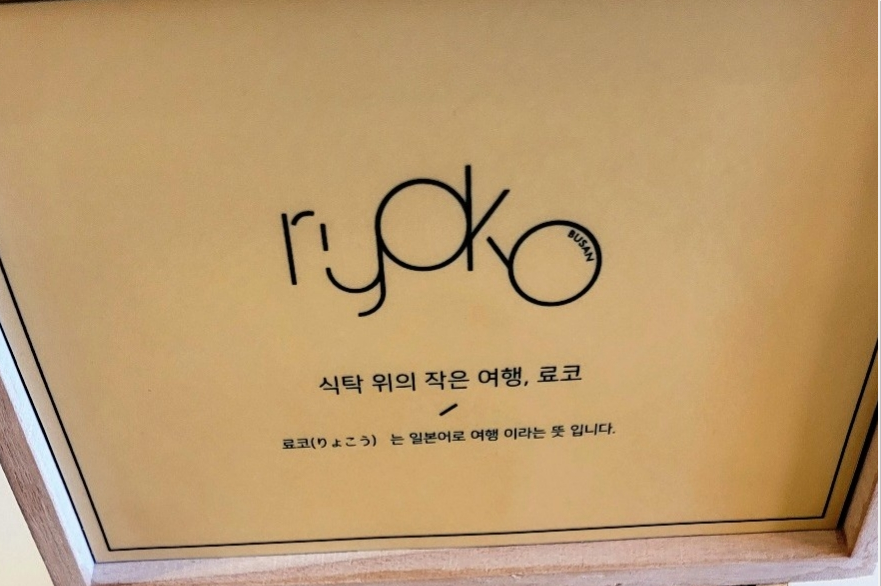 riyoko
BUSAN
식탁 위의 작은 여행, 료코
료코(りょこう) 는 일본어로 여행 이라는 뜻 입니다.